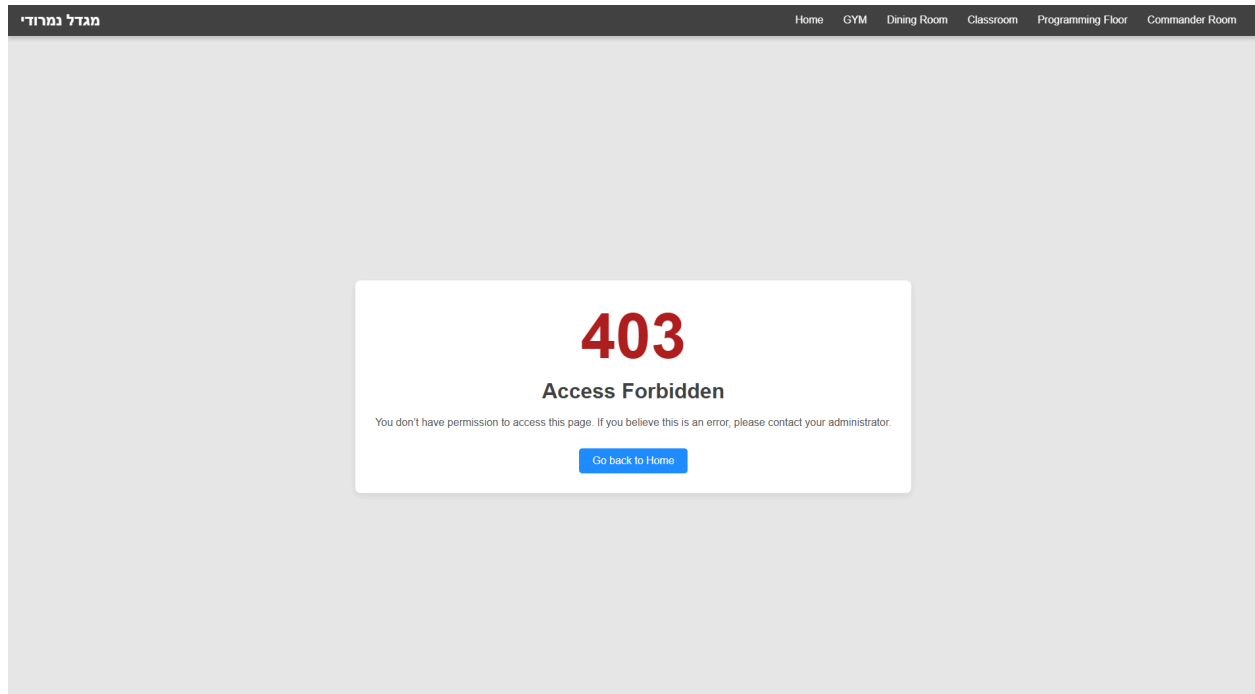 מגדל נמרודי
Home GYM Dining Room Classroom Programming Floor Commander Room
403
Access Forbidden
You don't have permission to access this page. If you believe this is an error, please contact your administrator.
Go back to Home